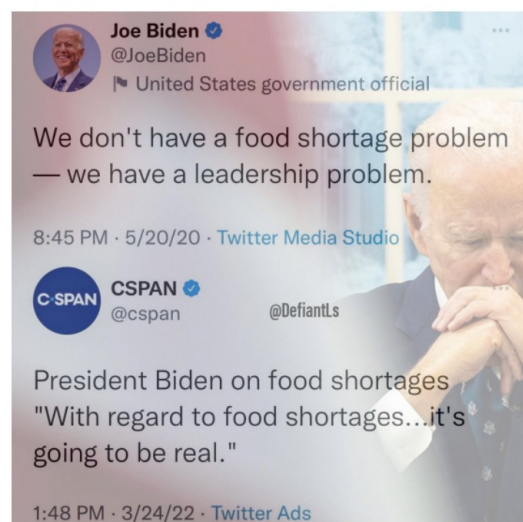 Joe Biden
@JoeBiden
United States government official
We don't have a food shortage problem
— we have a leadership problem.
8:45 PM · 5/20/20 · Twitter Media Studio
C-SPAN
CSPAN
@cspan
@DefiantLs
President Biden on food shortages
"With regard to food shortages...it's
going to be real."
1:48 PM · 3/24/22 · Twitter Ads